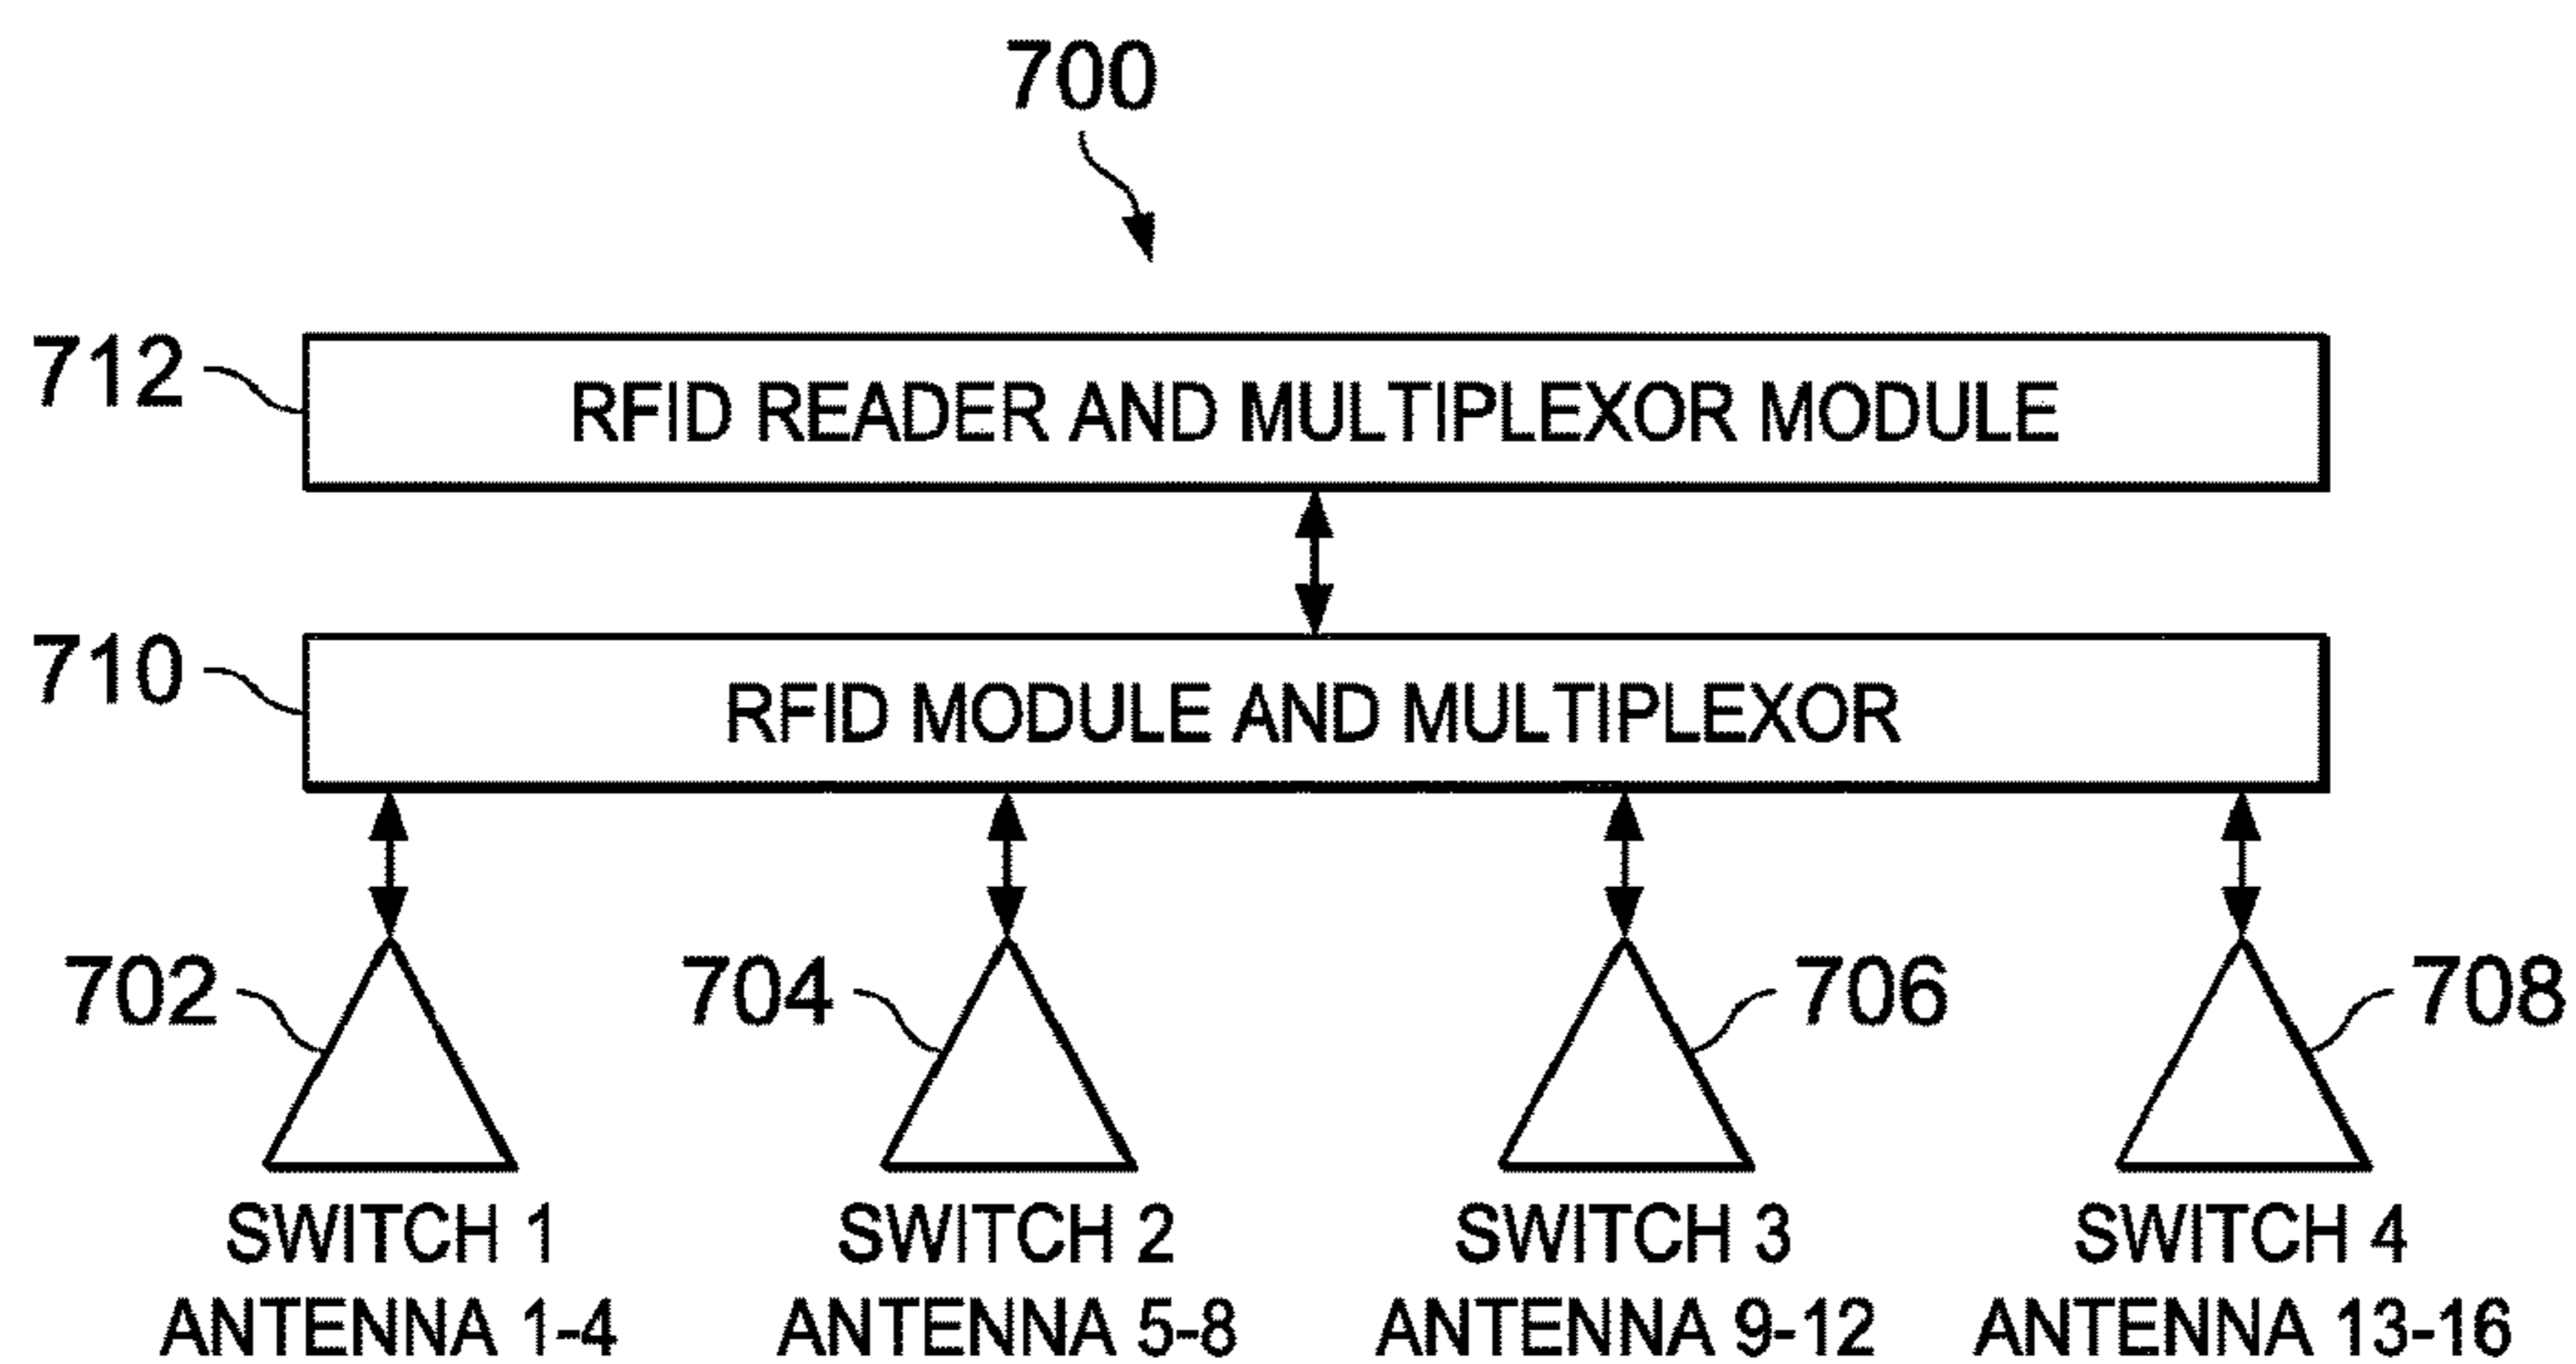 700
712
RFID READER AND MULTIPLEXOR MODULE
710
RFID MODULE AND MULTIPLEXOR
702
704
706
708
SWITCH 1
ANTENNA 1-4
SWITCH 2
ANTENNA 5-8
SWITCH 3
ANTENNA 9-12
SWITCH 4
ANTENNA 13-16